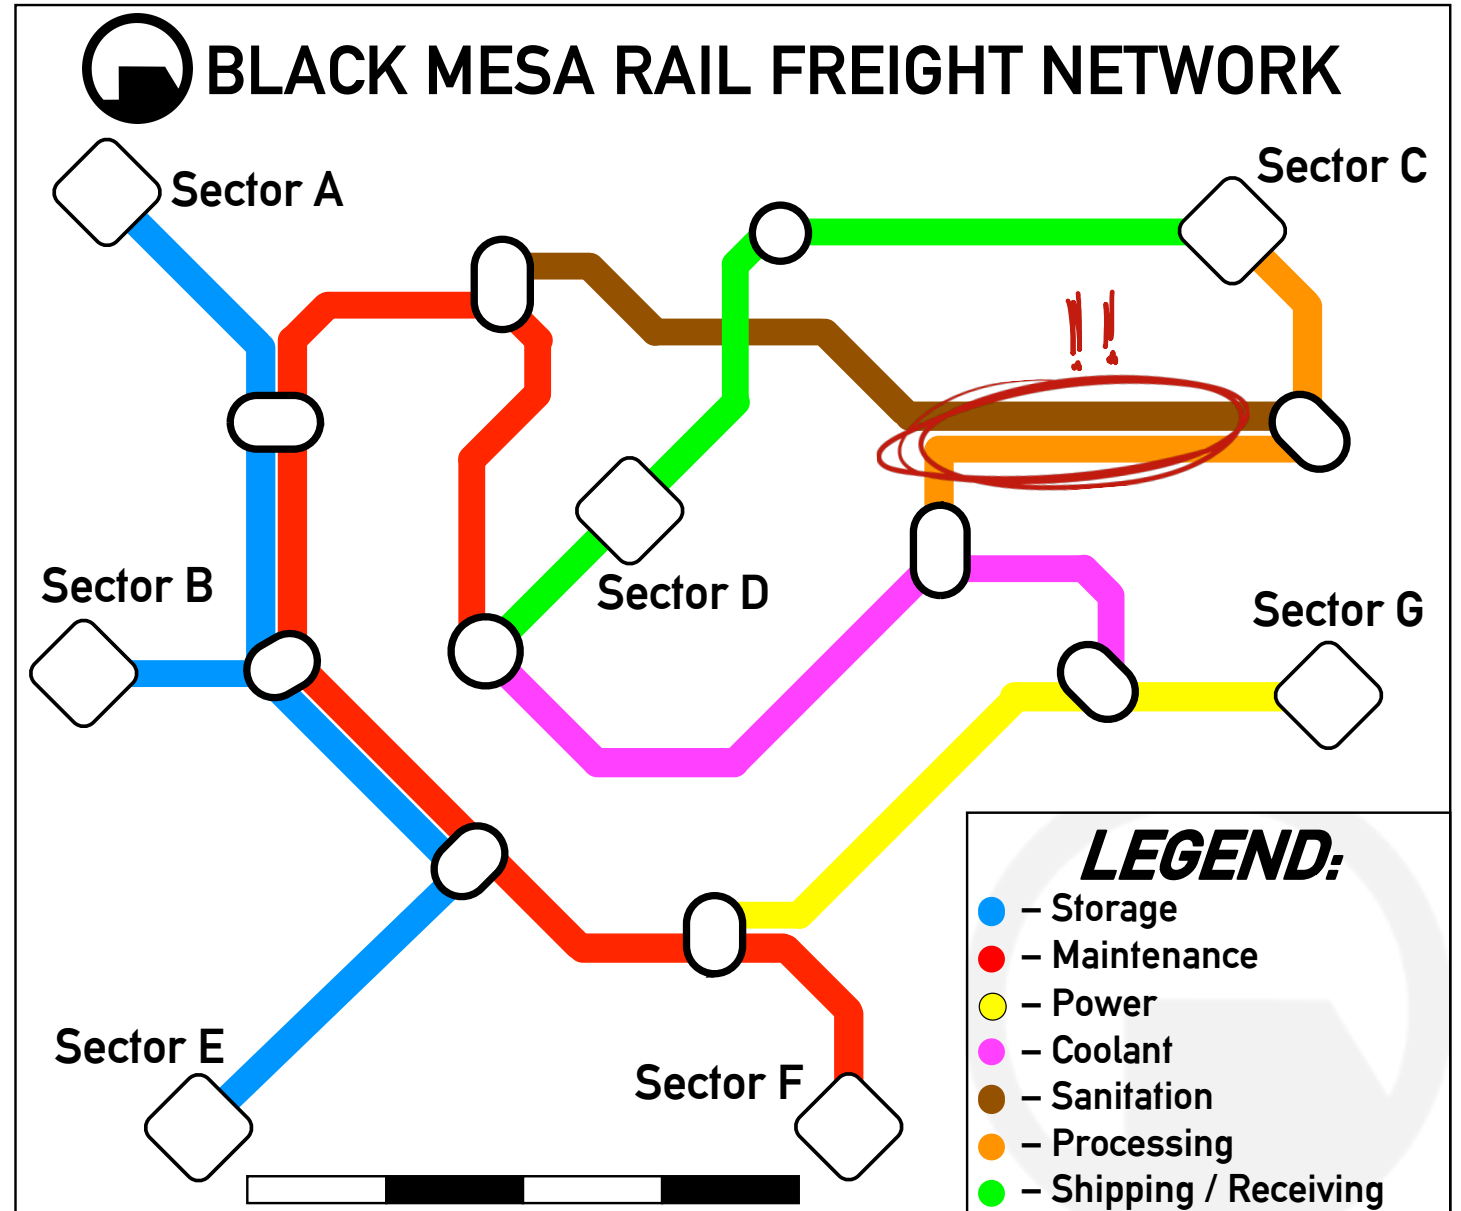 BLACK MESA RAIL FREIGHT NETWORK
Sector A
Sector C
!!
Sector B
Sector D
Sector G
Sector E
Sector F
LEGEND:
– Storage
– Maintenance
– Power
– Coolant
– Sanitation
– Processing
– Shipping / Receiving